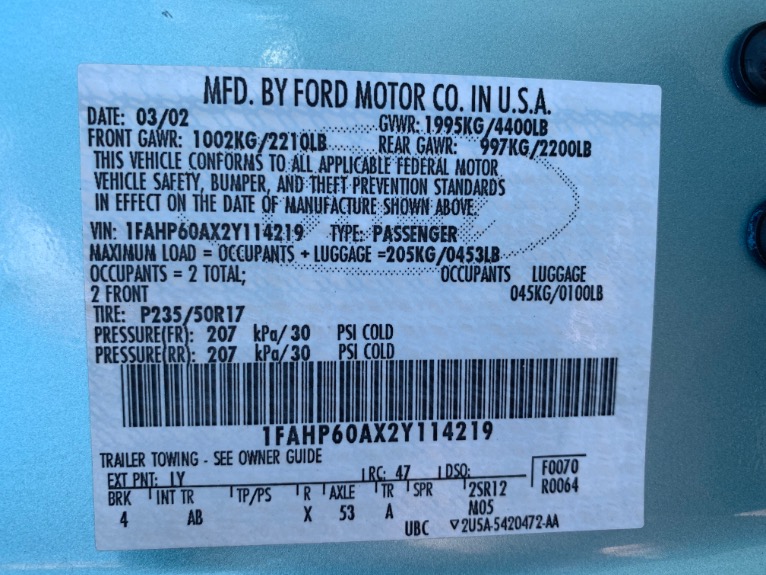 MFD. BY FORD MOTOR CO. IN U.S.A.
DATE: 03/02 GVWR: 1995KG/4400LB
FRONT GAWR: 1002KG/2210LB REAR GAWR: 997KG/2200LB
THIS VEHICLE CONFORMS TO ALL APPLICABLE FEDERAL MOTOR
VEHICLE SAFETY, BUMPER, AND THEFT PREVENTION STANDARDS
IN EFFECT ON THE DATE OF MANUFACTURE SHOWN ABOVE.
VIN: 1FAHP60AX2Y114219 TYPE: PASSENGER
MAXIMUM LOAD = OCCUPANTS + LUGGAGE =205KG/0453LB
OCCUPANTS = 2 TOTAL; OCCUPANTS LUGGAGE
2 FRONT 045KG/0100LB
TIRE: P235/50R17
PRESSURE(FR): 207 kPa/30 PSI COLD
PRESSURE(RR): 207 kPa/30 PSI COLD
1FAHP60AX2Y114219
TRAILER TOWING - SEE OWNER GUIDE
EXT PNT: IY RC: 47 DSO: F0070
BRK INT TR TP/PS R AXLE TR SPR 2SR12 R0064
4 AB X 53 A M05
UBC ▽2U5A-5420472-AA